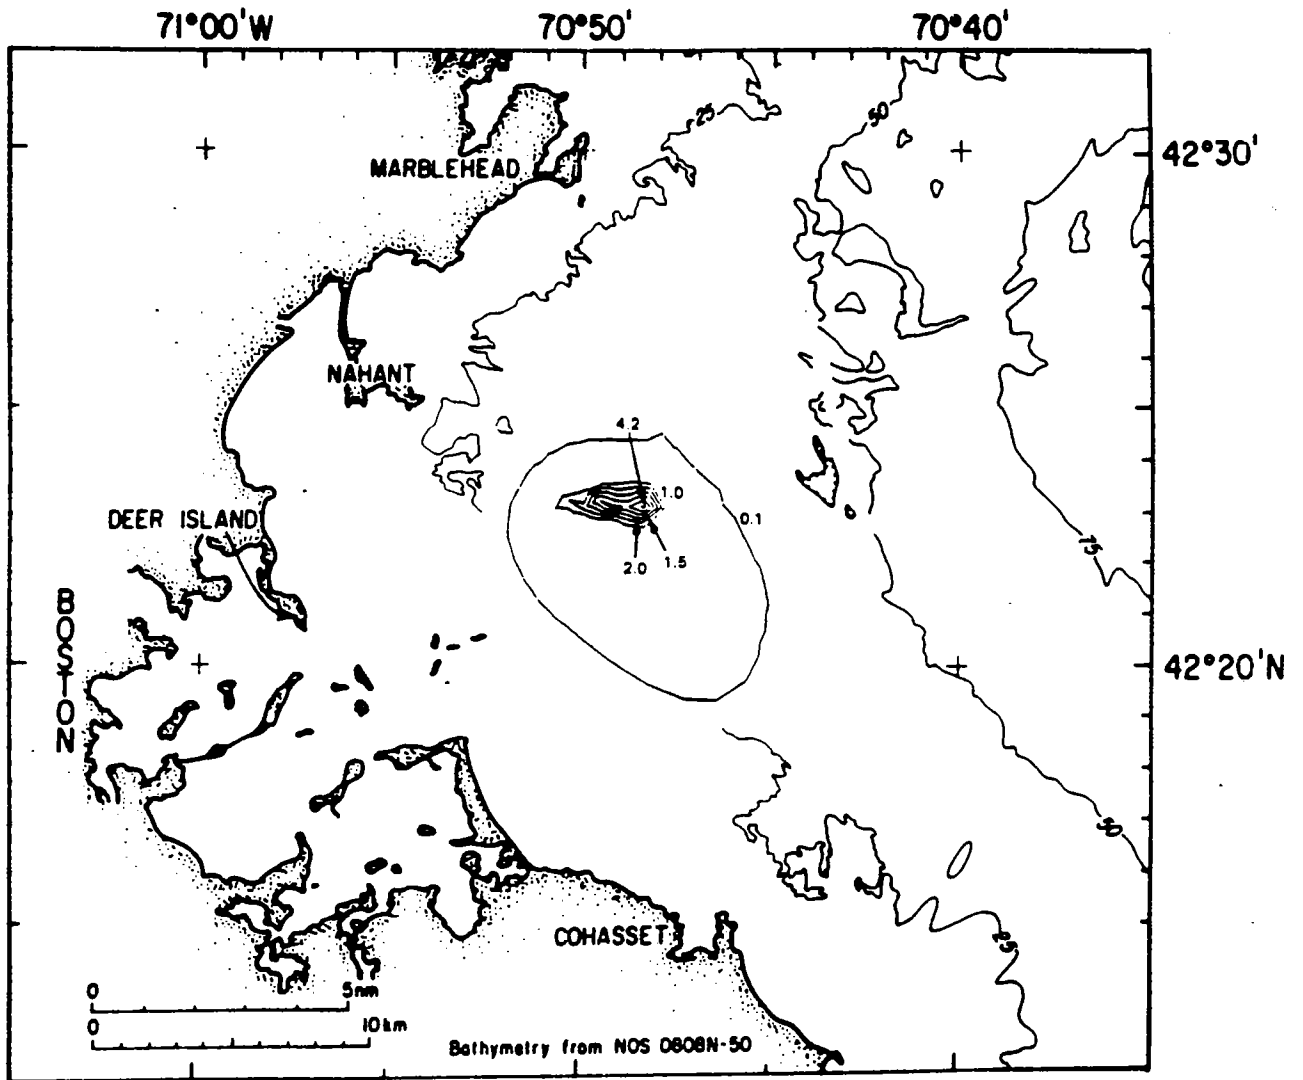 71°00'W
70°50'
70°40'
25
50
42°30'
MARBLEHEAD
NAHANT
4.2
1.0
0.1
DEER ISLAND
2.0
1.5
75
BOSTON
42°20'N
50
COHASSET
25
0
5nm
0
10km
Bathymetry from NOS 0808N-50